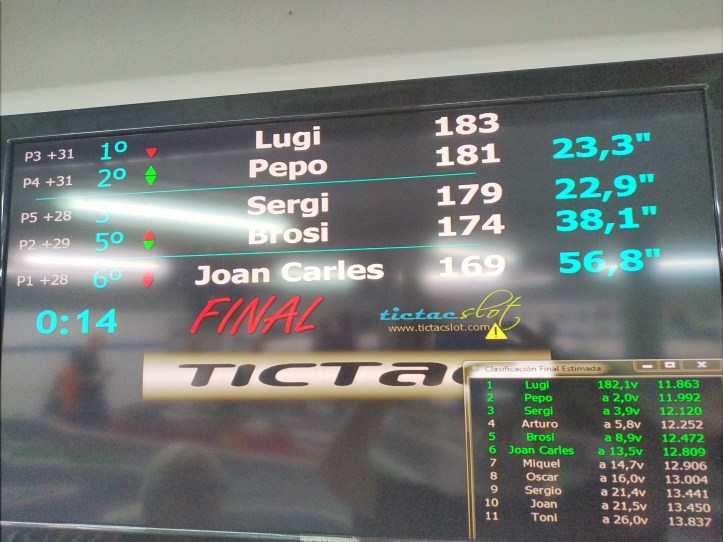 P3 +31 1º Lugi 183
P4 +31 2º Pepo 181 23,3"
P5 +28 3º Sergi 179 22,9"
P2 +29 5º Brosi 174 38,1"
P1 +28 6º Joan Carles 169 56,8"
0:14 FINAL tictacslot
www.tictacslot.com
TICTAC
Clasificación Final Estimada
1 Lugi 182,1v 11.863
2 Pepo a 2,0v 11.992
3 Sergi a 3,9v 12.120
4 Arturo a 5,8v 12.252
5 Brosi a 8,9v 12.472
6 Joan Carles a 13,5v 12.809
7 Miquel a 14,7v 12.906
8 Oscar a 16,0v 13.004
9 Sergio a 21,4v 13.441
10 Joan a 21,5v 13.450
11 Toni a 26,0v 13.837